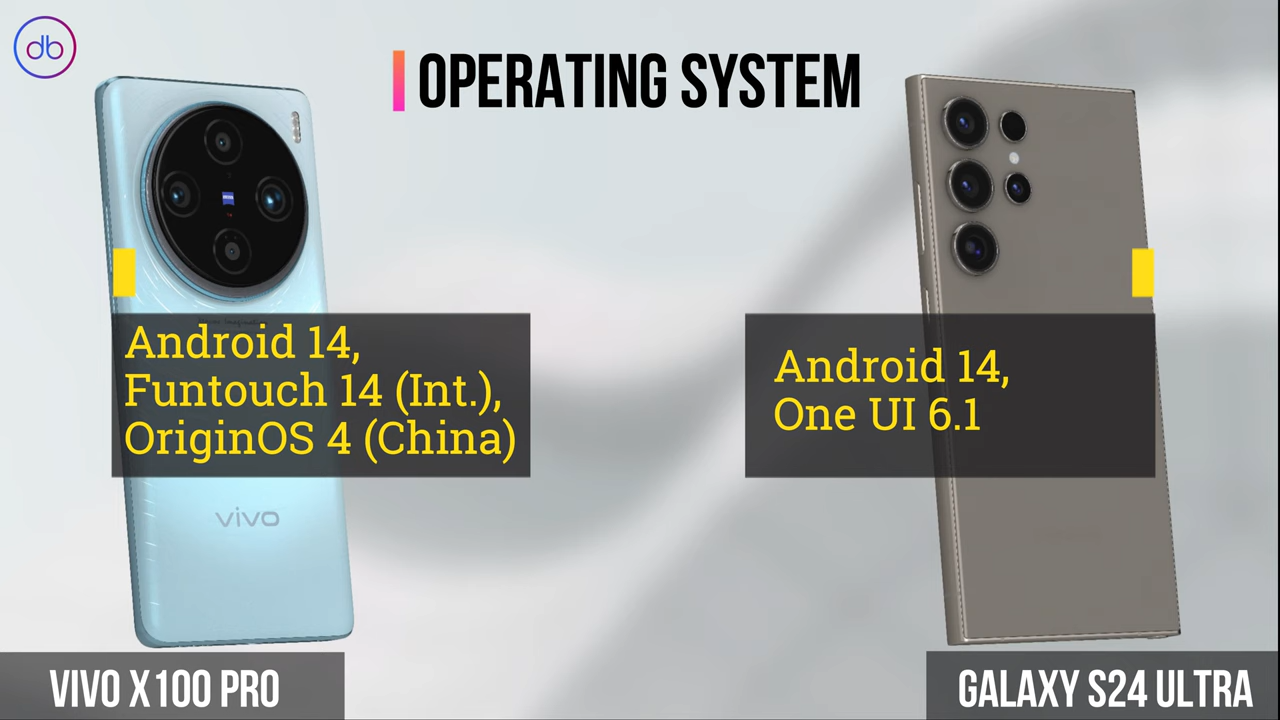 db
OPERATING SYSTEM
Android 14,
Funtouch 14 (Int.),
OriginOS 4 (China)
Android 14,
One UI 6.1
vivo
VIVO X100 PRO
GALAXY S24 ULTRA